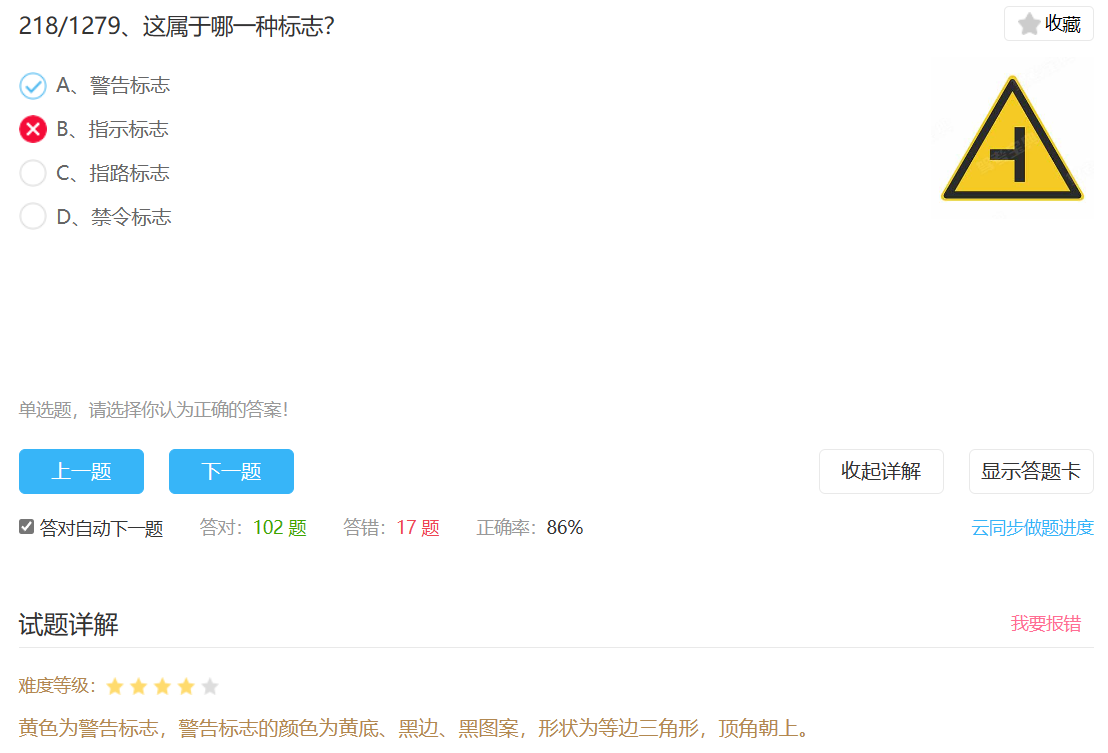 218/1279、这属于哪一种标志？
收藏
A、警告标志
B、指示标志
C、指路标志
D、禁令标志
单选题，请选择你认为正确的答案！
上一题 下一题 收起详解 显示答题卡
答对自动下一题 答对：102 题 答错：17 题 正确率：86% 云同步做题进度
试题详解 我要报错
难度等级：
黄色为警告标志，警告标志的颜色为黄底、黑边、黑图案，形状为等边三角形，顶角朝上。